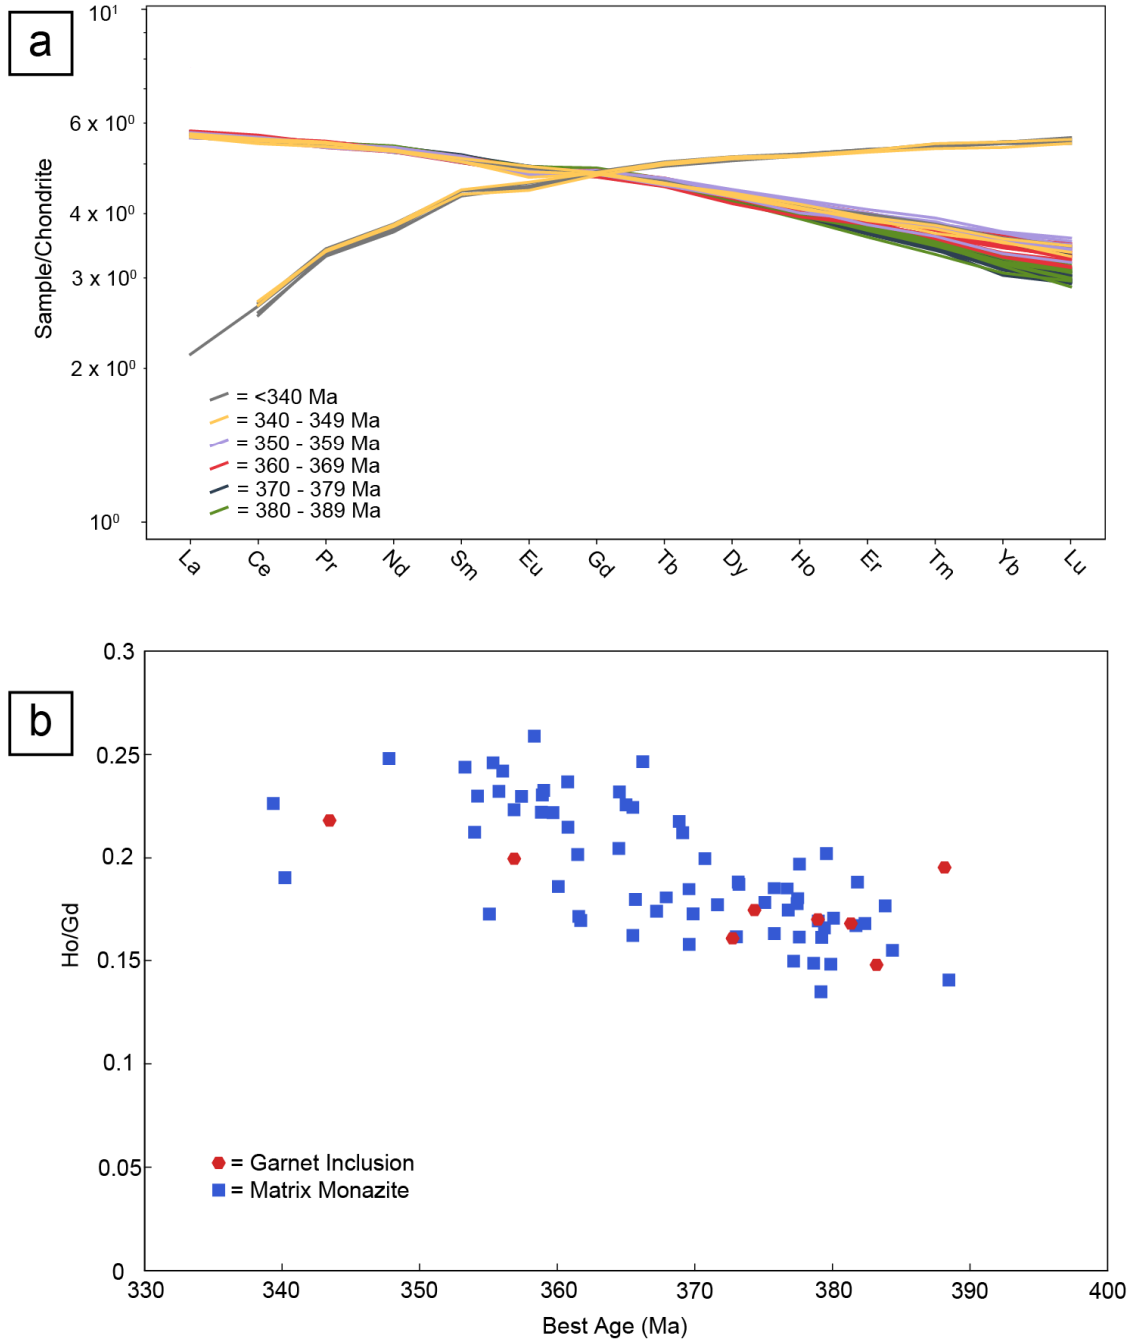 a
10¹
6 x 10⁰
4 x 10⁰
3 x 10⁰
2 x 10⁰
10⁰
Sample/Chondrite
= <340 Ma
= 340 - 349 Ma
= 350 - 359 Ma
= 360 - 369 Ma
= 370 - 379 Ma
= 380 - 389 Ma
La Ce Pr Nd Sm Eu Gd Tb Dy Ho Er Tm Yb Lu
b
0.3
0.25
0.2
0.15
0.1
0.05
0
Ho/Gd
= Garnet Inclusion
= Matrix Monazite
330 340 350 360 370 380 390 400
Best Age (Ma)